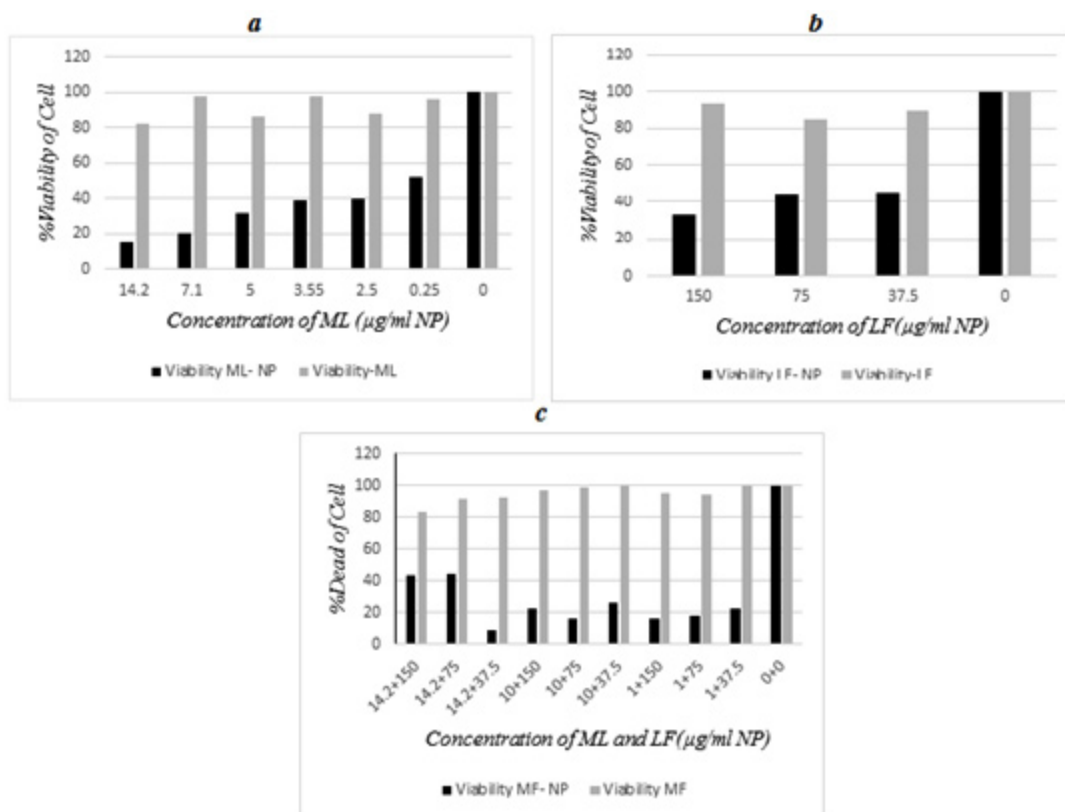 a
120
100
80
60
40
20
0
%Viability of Cell
14.2 7.1 5 3.55 2.5 0.25 0
Concentration of ML (µg/ml NP)
Viability ML- NP Viability-ML
b
120
100
80
60
40
20
0
%Viability of Cell
150 75 37.5 0
Concentration of LF(µg/ml NP)
Viability LF- NP Viability-LF
c
120
100
80
60
40
20
0
%Dead of Cell
14.2+150 14.2+75 14.2+37.5 10+150 10+75 10+37.5 1+150 1+75 1+37.5 0+0
Concentration of ML and LF(µg/ml NP)
Viability MF- NP Viability MF